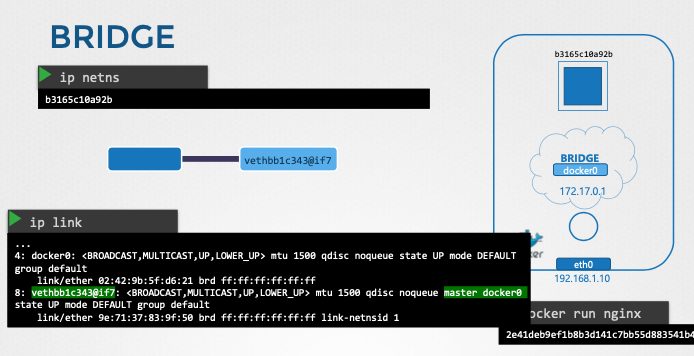 BRIDGE
ip netns
b3165c10a92b
vethbb1c343@if7
ip link
...
4: docker0: <BROADCAST,MULTICAST,UP,LOWER_UP> mtu 1500 qdisc noqueue state UP mode DEFAULT
group default
link/ether 02:42:9b:5f:d6:21 brd ff:ff:ff:ff:ff:ff
8: vethbb1c343@if7: <BROADCAST,MULTICAST,UP,LOWER_UP> mtu 1500 qdisc noqueue master docker0
state UP mode DEFAULT group default
link/ether 9e:71:37:83:9f:50 brd ff:ff:ff:ff:ff:ff link-netnsid 1
b3165c10a92b
BRIDGE
docker0
172.17.0.1
eth0
192.168.1.10
ocker run nginx
2e41deb9ef1b8b3d141c7bb55d883541b4